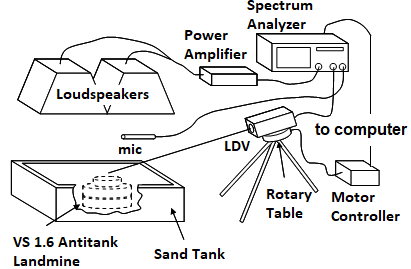 Spectrum
Analyzer
Power
Amplifier
Loudspeakers
mic
LDV
to computer
Rotary
Table
Motor
Controller
VS 1.6 Antitank
Landmine
Sand Tank